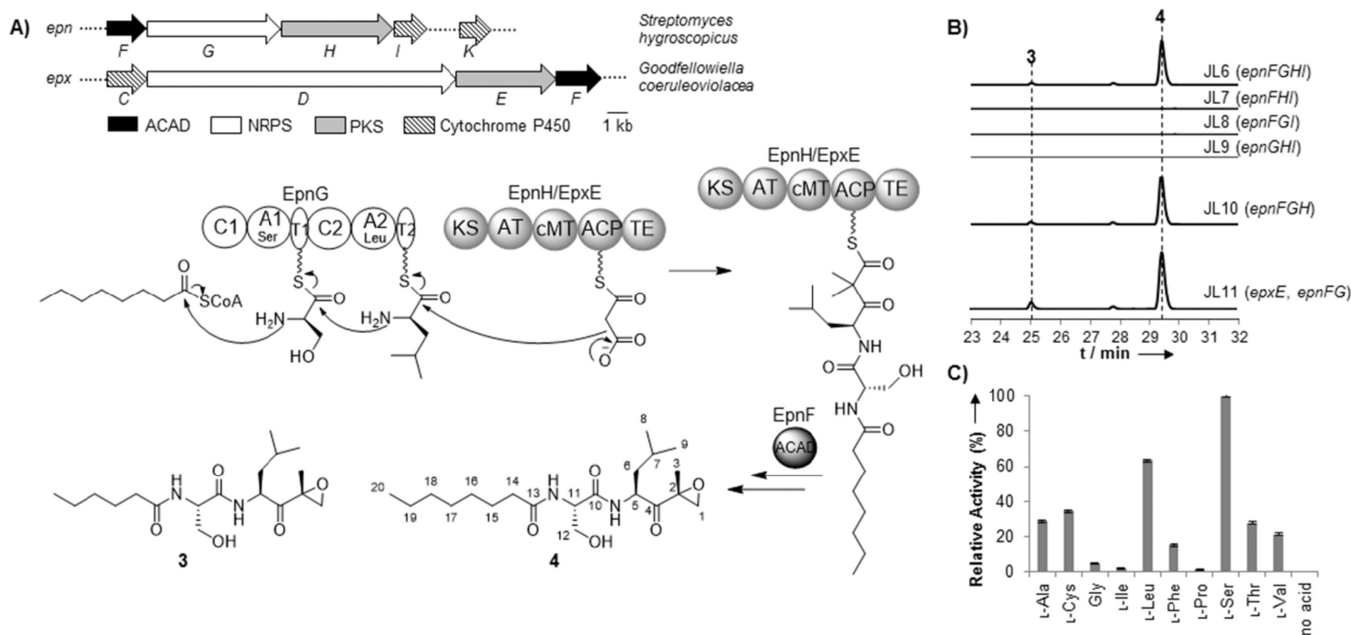 A)
epn
F G H I K
Streptomyces
hygroscopicus
epx
C D E F
Goodfellowiella
coeruleoviolacea
ACAD NRPS PKS Cytochrome P450
1 kb
EpnG
C1 A1 Ser T1 C2 A2 Leu T2
EpnH/EpxE
KS AT cMT ACP TE
EpnH/EpxE
KS AT cMT ACP TE
O SCoA
S O H2N HO
S O H2N
S O O O
S O O NH O OH NH O
EpnF
ACAD
O N H O N H O O OH
3
20 19 18 17 16 15 14 13 O N H 11 12 OH O 10 N H 5 6 7 8 9 4 O 3 2 O 1
4
B)
3 4
JL6 (epnFGHI)
JL7 (epnFHI)
JL8 (epnFGI)
JL9 (epnGHI)
JL10 (epnFGH)
JL11 (epxE, epnFG)
23 24 25 26 27 28 29 30 31 32
t / min
C)
Relative Activity (%)
100
80
60
40
20
0
L-Ala L-Cys Gly L-Ile L-Leu L-Phe L-Pro L-Ser L-Thr L-Val no acid